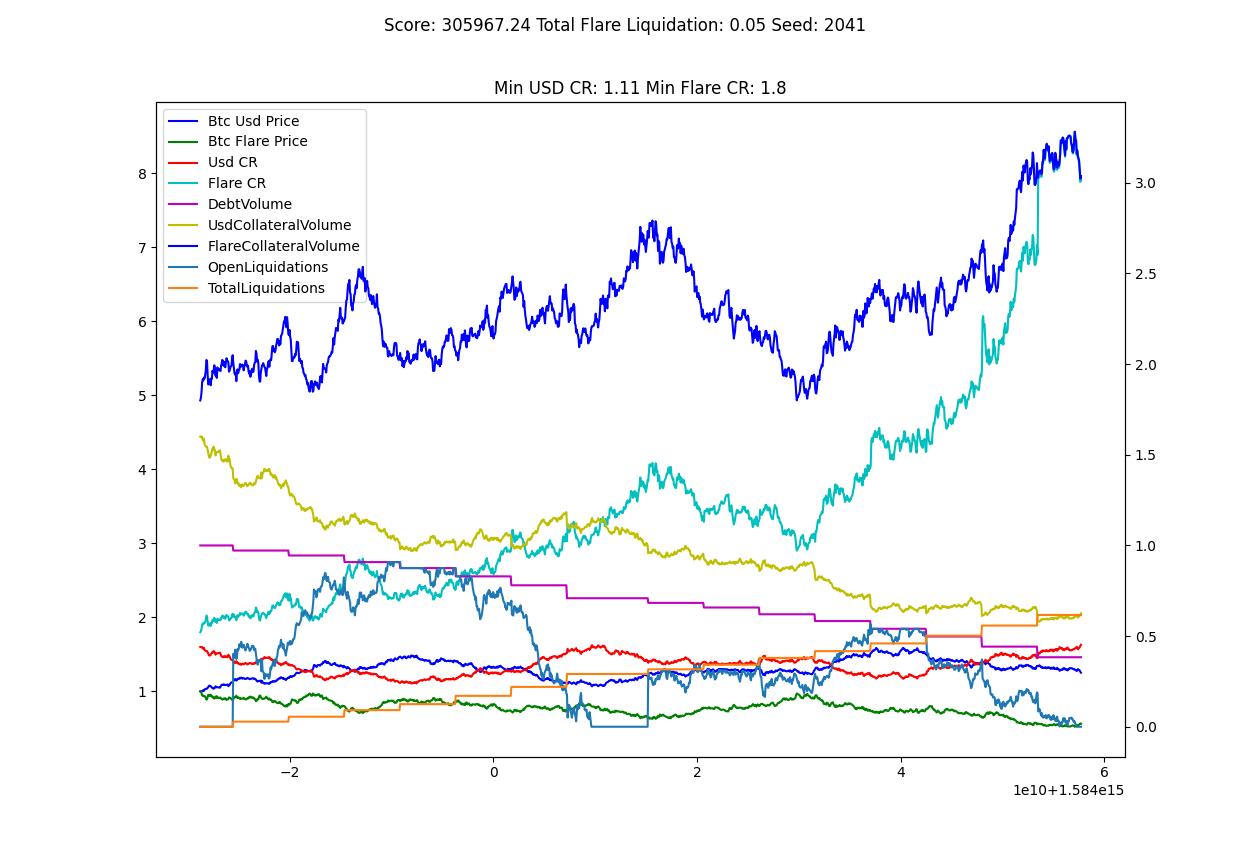 Score: 305967.24 Total Flare Liquidation: 0.05 Seed: 2041
Min USD CR: 1.11 Min Flare CR: 1.8
Btc Usd Price
Btc Flare Price
Usd CR
Flare CR
DebtVolume
UsdCollateralVolume
FlareCollateralVolume
OpenLiquidations
TotalLiquidations
8
7
6
5
4
3
2
1
3.0
2.5
2.0
1.5
1.0
0.5
0.0
−2
0
2
4
6
1e10+1.584e15